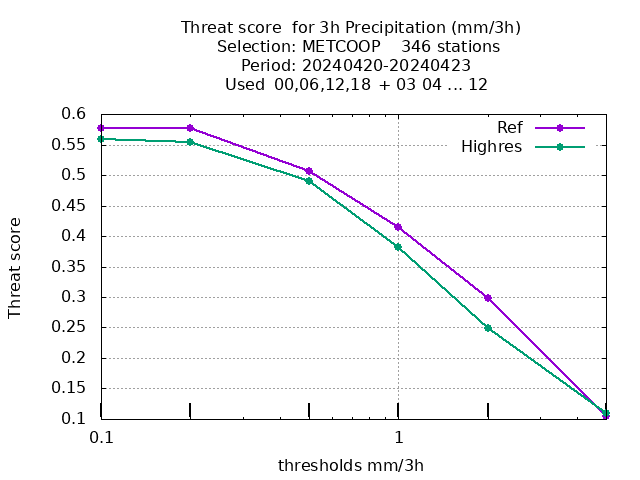 Threat score  for 3h Precipitation (mm/3h)
Selection: METCOOP    346 stations
Period: 20240420-20240423
Used  00,06,12,18  + 03 04 ... 12
Ref
Highres
0.6
0.55
0.5
0.45
0.4
0.35
0.3
0.25
0.2
0.15
0.1
Threat score
0.1 1
thresholds mm/3h